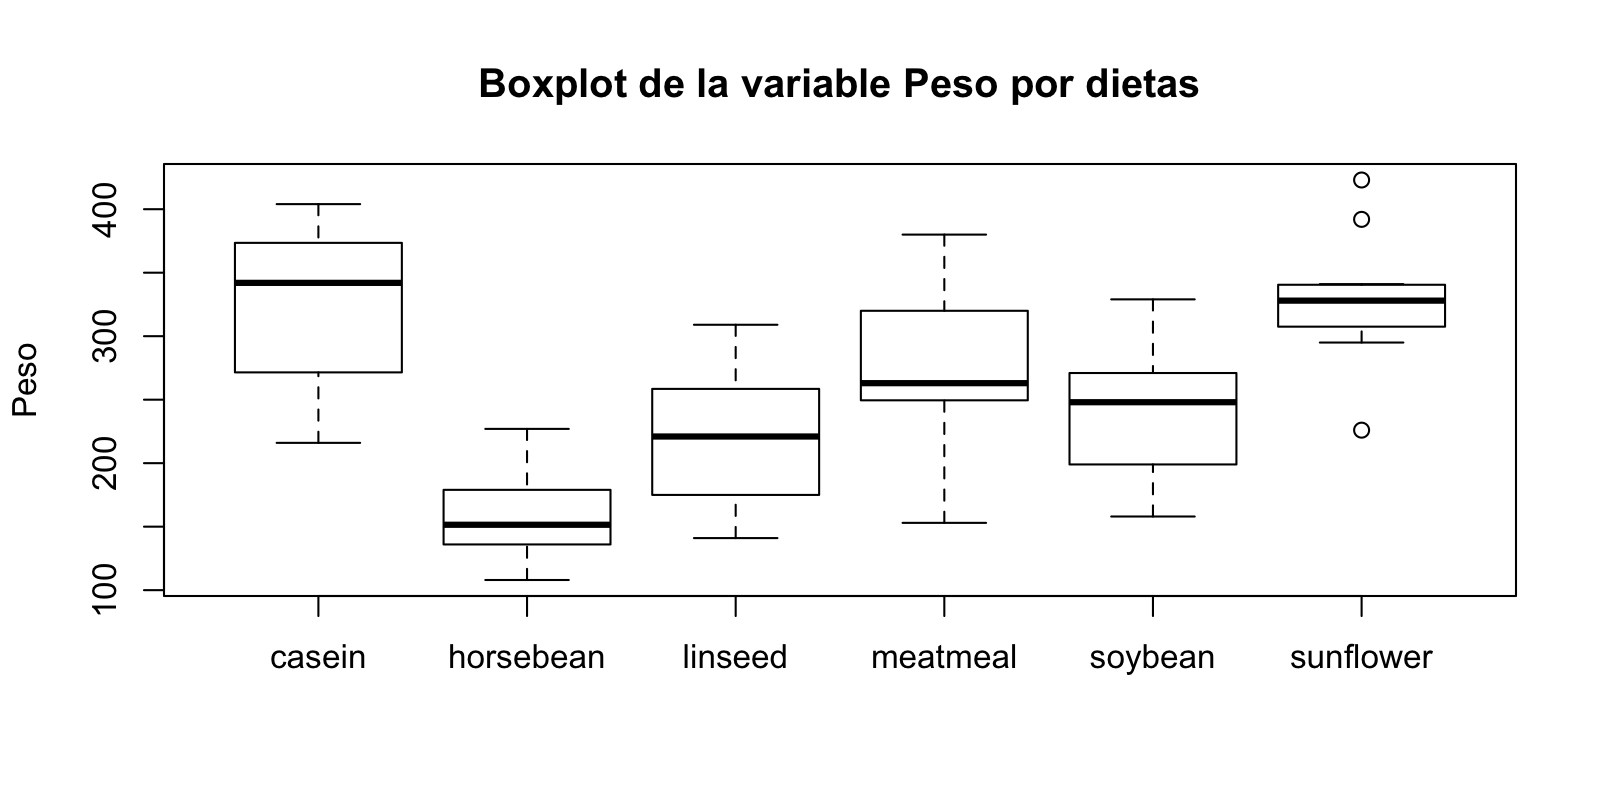 Boxplot de la variable Peso por dietas
Peso
400
300
200
100
casein horsebean linseed meatmeal soybean sunflower